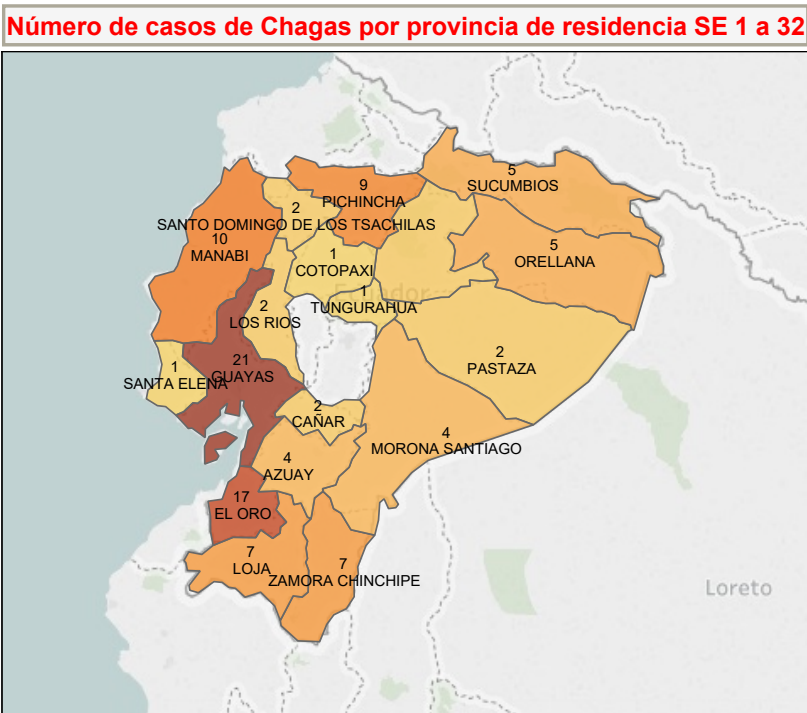 Número de casos de Chagas por provincia de residencia SE 1 a 32
5
SUCUMBIOS
9
PICHINCHA
2
SANTO DOMINGO DE LOS TSACHILAS
10
MANABI
5
ORELLANA
1
COTOPAXI
Ecuador
1
TUNGURAHUA
2
LOS RIOS
2
PASTAZA
1
SANTA ELENA
21
GUAYAS
2
CAÑAR
4
MORONA SANTIAGO
4
AZUAY
17
EL ORO
7
LOJA
7
ZAMORA CHINCHIPE
Loreto